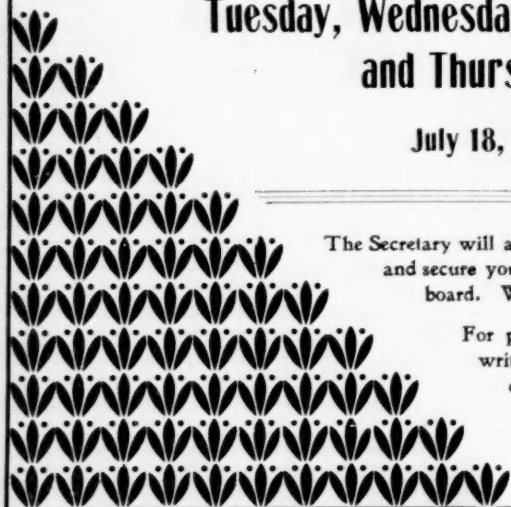 Tuesday, Wednesda
and Thurs
July 18,
The Secretary will a
and secure you
board. W
For p
writ